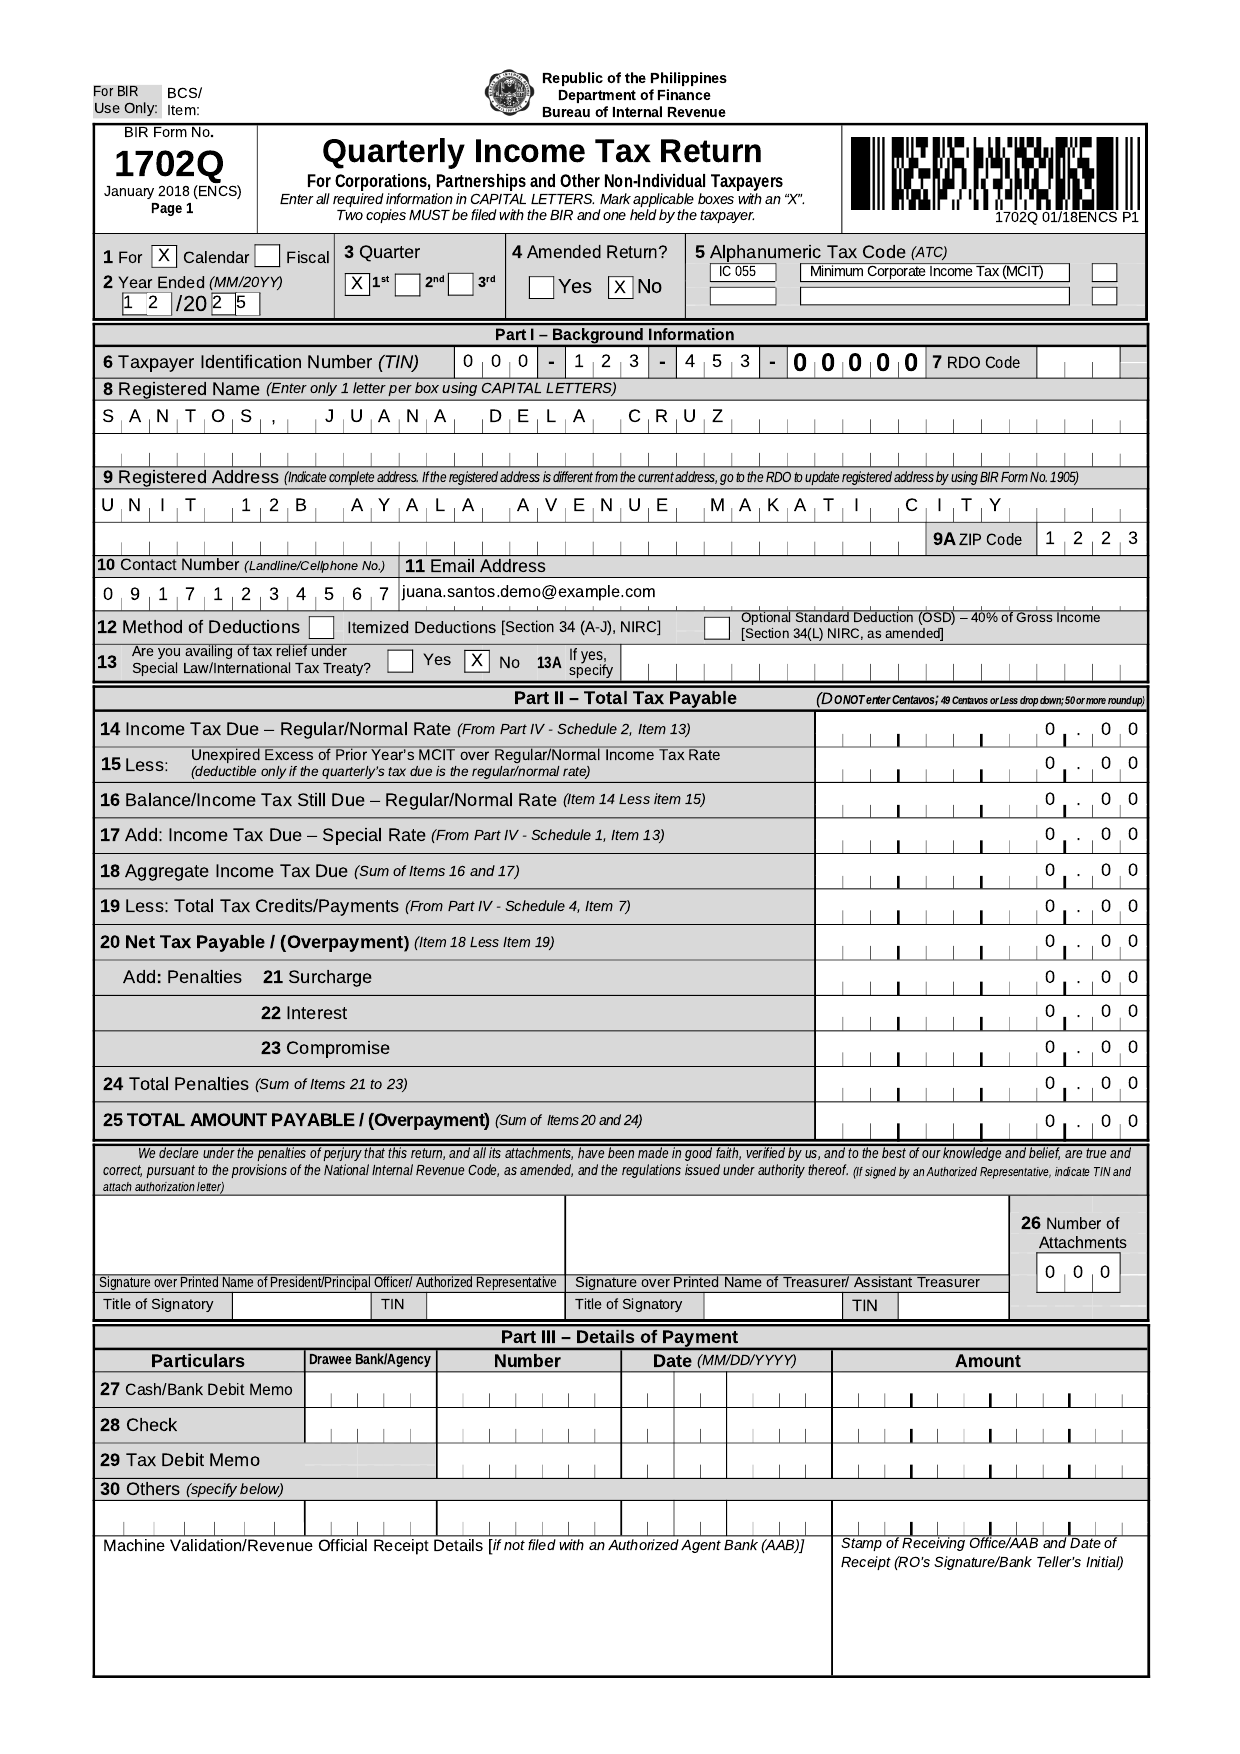 For BIR Use Only: BCS/ Item:
Republic of the Philippines
Department of Finance
Bureau of Internal Revenue
BIR Form No.
1702Q
January 2018 (ENCS)
Page 1
Quarterly Income Tax Return
For Corporations, Partnerships and Other Non-Individual Taxpayers
Enter all required information in CAPITAL LETTERS. Mark applicable boxes with an “X”.
Two copies MUST be filed with the BIR and one held by the taxpayer.
1702Q 01/18ENCS P1
1 For X Calendar Fiscal
2 Year Ended (MM/20YY)
1 2 /20 2 5
3 Quarter
X 1st 2nd 3rd
4 Amended Return?
Yes X No
5 Alphanumeric Tax Code (ATC)
IC 055 Minimum Corporate Income Tax (MCIT)
Part I – Background Information
6 Taxpayer Identification Number (TIN) 0 0 0 - 1 2 3 - 4 5 3 - 0 0 0 0 0 7 RDO Code
8 Registered Name (Enter only 1 letter per box using CAPITAL LETTERS)
SANTOS, JUANA DELA CRUZ
9 Registered Address (Indicate complete address. If the registered address is different from the current address, go to the RDO to update registered address by using BIR Form No. 1905)
UNIT 12B AYALA AVENUE MAKATI CITY
9A ZIP Code 1 2 2 3
10 Contact Number (Landline/Cellphone No.) 11 Email Address
0 9 1 7 1 2 3 4 5 6 7 juana.santos.demo@example.com
12 Method of Deductions Itemized Deductions [Section 34 (A-J), NIRC] Optional Standard Deduction (OSD) – 40% of Gross Income
[Section 34(L) NIRC, as amended]
13 Are you availing of tax relief under
Special Law/International Tax Treaty? Yes X No 13A If yes, specify
Part II – Total Tax Payable (DO NOT enter Centavos; 49 Centavos or Less drop down; 50 or more round up)
14 Income Tax Due – Regular/Normal Rate (From Part IV - Schedule 2, Item 13) 0 . 0 0
15 Less: Unexpired Excess of Prior Year's MCIT over Regular/Normal Income Tax Rate
(deductible only if the quarterly's tax due is the regular/normal rate) 0 . 0 0
16 Balance/Income Tax Still Due – Regular/Normal Rate (Item 14 Less item 15) 0 . 0 0
17 Add: Income Tax Due – Special Rate (From Part IV - Schedule 1, Item 13) 0 . 0 0
18 Aggregate Income Tax Due (Sum of Items 16 and 17) 0 . 0 0
19 Less: Total Tax Credits/Payments (From Part IV - Schedule 4, Item 7) 0 . 0 0
20 Net Tax Payable / (Overpayment) (Item 18 Less Item 19) 0 . 0 0
Add: Penalties 21 Surcharge 0 . 0 0
22 Interest 0 . 0 0
23 Compromise 0 . 0 0
24 Total Penalties (Sum of Items 21 to 23) 0 . 0 0
25 TOTAL AMOUNT PAYABLE / (Overpayment) (Sum of Items 20 and 24) 0 . 0 0
We declare under the penalties of perjury that this return, and all its attachments, have been made in good faith, verified by us, and to the best of our knowledge and belief, are true and
correct, pursuant to the provisions of the National Internal Revenue Code, as amended, and the regulations issued under authority thereof. (If signed by an Authorized Representative, indicate TIN and
attach authorization letter)
26 Number of
Attachments
0 0 0
Signature over Printed Name of President/Principal Officer/ Authorized Representative Signature over Printed Name of Treasurer/ Assistant Treasurer
Title of Signatory TIN Title of Signatory TIN
Part III – Details of Payment
Particulars Drawee Bank/Agency Number Date (MM/DD/YYYY) Amount
27 Cash/Bank Debit Memo
28 Check
29 Tax Debit Memo
30 Others (specify below)
Machine Validation/Revenue Official Receipt Details [if not filed with an Authorized Agent Bank (AAB)]
Stamp of Receiving Office/AAB and Date of
Receipt (RO's Signature/Bank Teller's Initial)